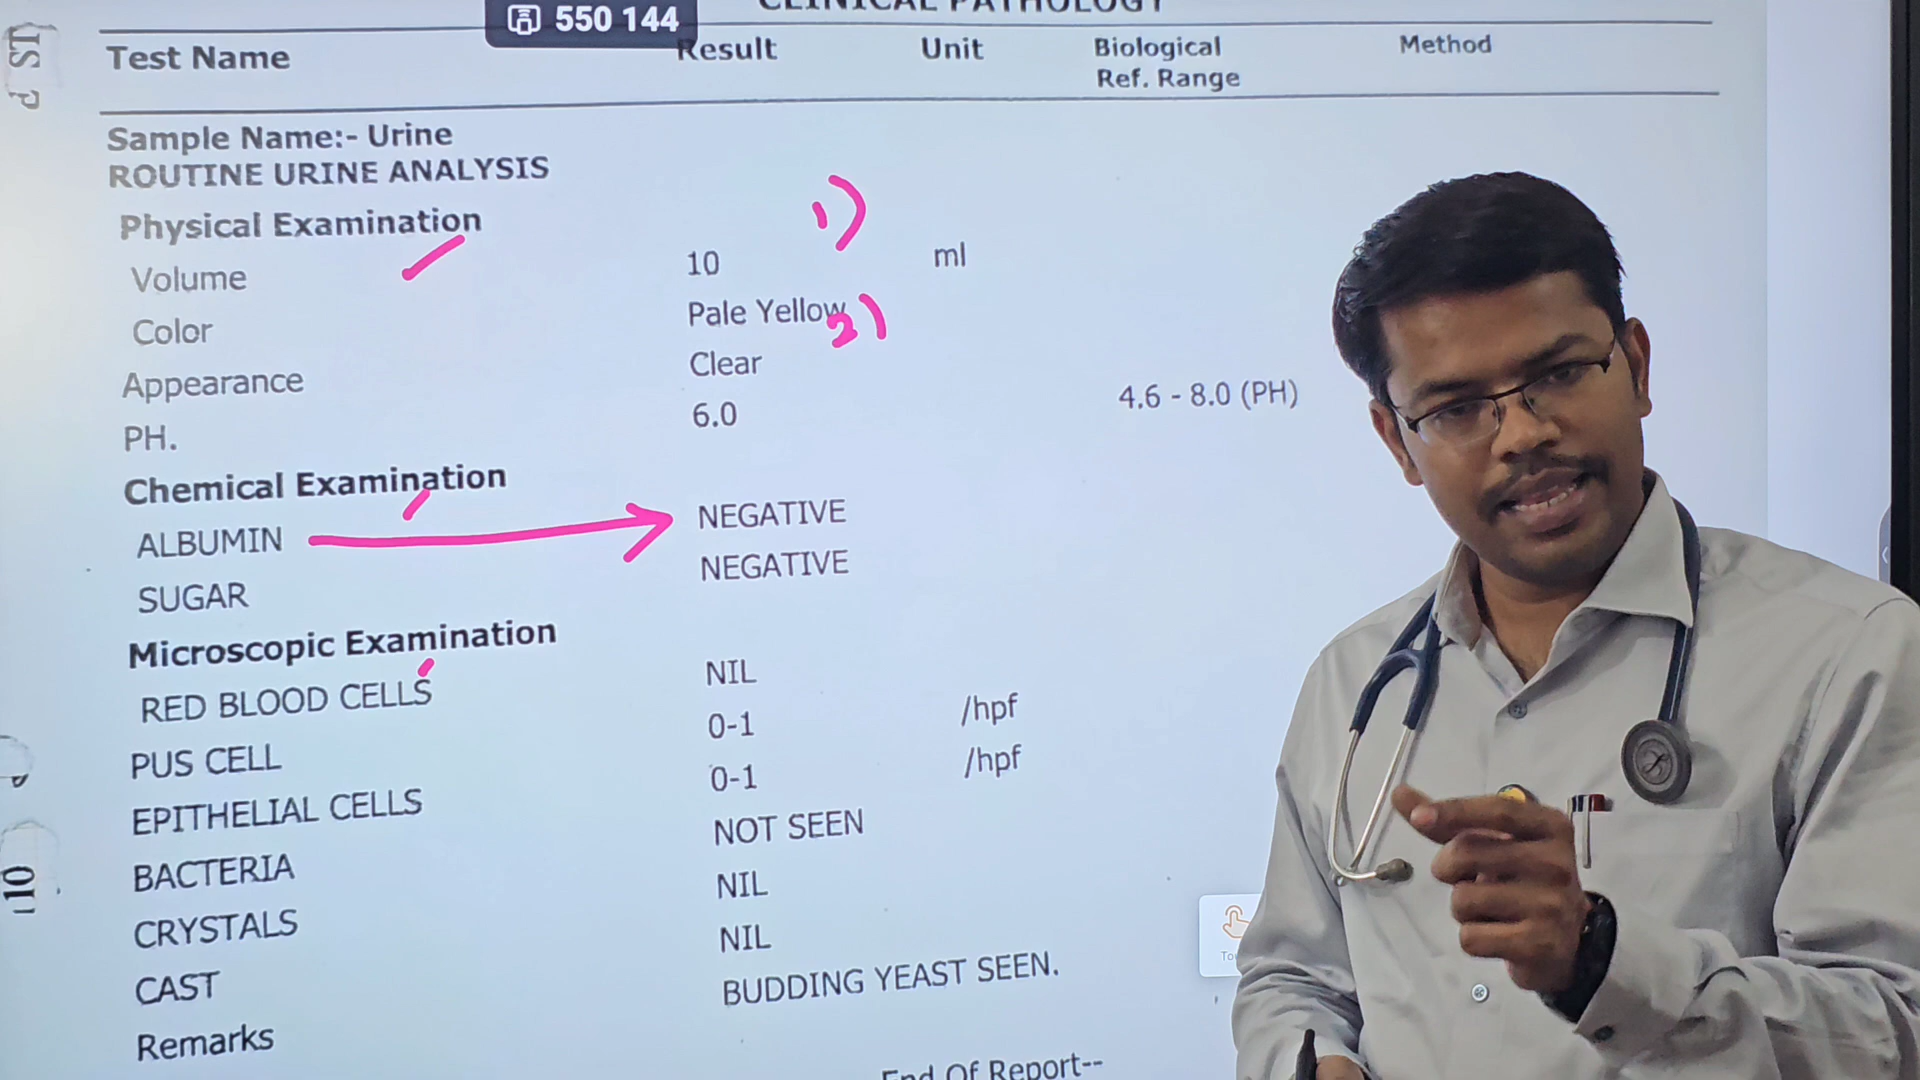 550 144
CLINICAL PATHOLOGY
Test Name Result Unit Biological Ref. Range Method
Sample Name:- Urine
ROUTINE URINE ANALYSIS
Physical Examination
1)
Volume 10 ml
Color Pale Yellow
2)
Appearance Clear
PH. 6.0 4.6 - 8.0 (PH)
Chemical Examination
ALBUMIN NEGATIVE
SUGAR NEGATIVE
Microscopic Examination
RED BLOOD CELLS NIL
PUS CELL 0-1 /hpf
EPITHELIAL CELLS 0-1 /hpf
BACTERIA NOT SEEN
CRYSTALS NIL
CAST NIL
Remarks BUDDING YEAST SEEN.
End Of Report--